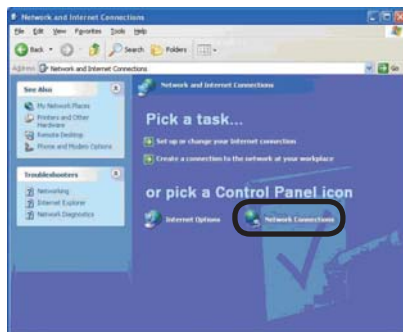 Network and Internet Connections
File Edit View Favorites Tools Help
Back Search Folders
Address Network and Internet Connections Go
See Also
My Network Places
Printers and Other
Hardware
Remote Desktop
Phone and Modem Options
Troubleshooters
Networking
Internet Explorer
Network Diagnostics
Network and Internet Connections
Pick a task...
Set up or change your Internet connection
Create a connection to the network at your workplace
or pick a Control Panel icon
Internet Options
Network Connections